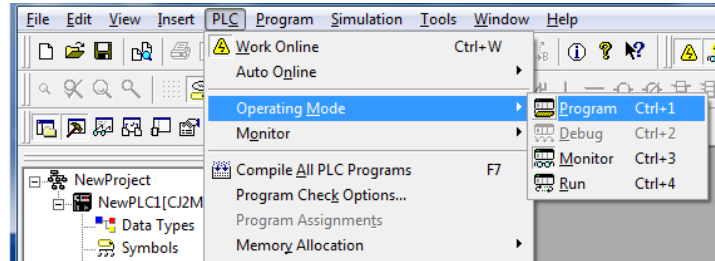 File Edit View Insert PLC Program Simulation Tools Window Help
Work Online Ctrl+W
Auto Online
Operating Mode
Program Ctrl+1
Debug Ctrl+2
Monitor
Monitor Ctrl+3
Compile All PLC Programs F7
Run Ctrl+4
Program Check Options...
Program Assignments
Memory Allocation
NewProject
NewPLC1[CJ2M
Data Types
Symbols